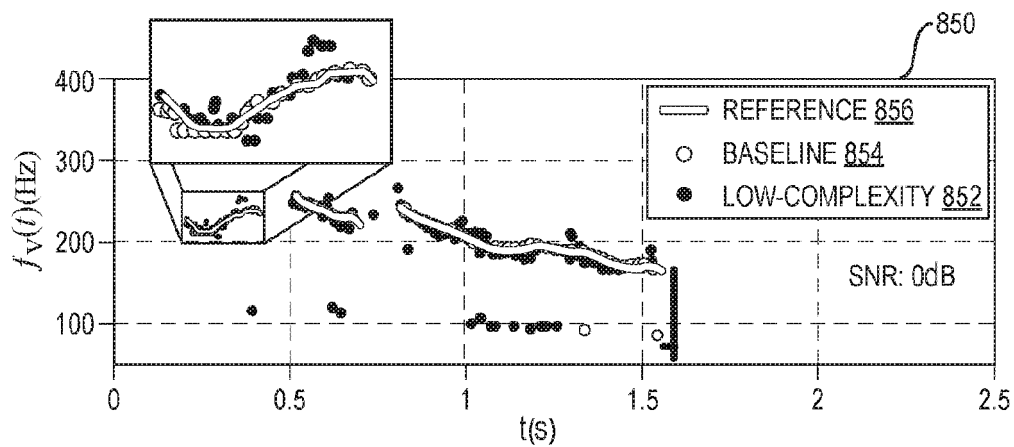 850
400
300
200
100
f_V(t)(Hz)
REFERENCE 856
BASELINE 854
LOW-COMPLEXITY 852
SNR: 0dB
0 0.5 1 1.5 2 2.5
t(s)